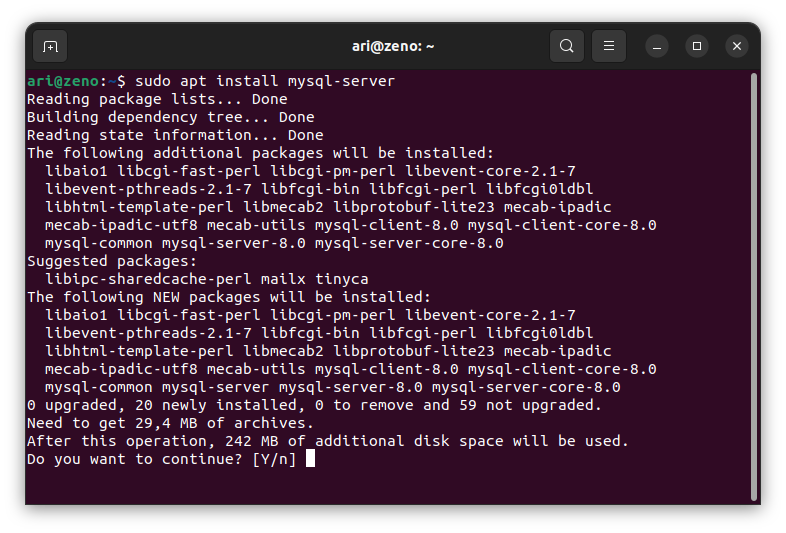 ari@zeno: ~
ari@zeno:~$ sudo apt install mysql-server
Reading package lists... Done
Building dependency tree... Done
Reading state information... Done
The following additional packages will be installed:
  libaio1 libcgi-fast-perl libcgi-pm-perl libevent-core-2.1-7
  libevent-pthreads-2.1-7 libfcgi-bin libfcgi-perl libfcgi0ldbl
  libhtml-template-perl libmecab2 libprotobuf-lite23 mecab-ipadic
  mecab-ipadic-utf8 mecab-utils mysql-client-8.0 mysql-client-core-8.0
  mysql-common mysql-server-8.0 mysql-server-core-8.0
Suggested packages:
  libipc-sharedcache-perl mailx tinyca
The following NEW packages will be installed:
  libaio1 libcgi-fast-perl libcgi-pm-perl libevent-core-2.1-7
  libevent-pthreads-2.1-7 libfcgi-bin libfcgi-perl libfcgi0ldbl
  libhtml-template-perl libmecab2 libprotobuf-lite23 mecab-ipadic
  mecab-ipadic-utf8 mecab-utils mysql-client-8.0 mysql-client-core-8.0
  mysql-common mysql-server mysql-server-8.0 mysql-server-core-8.0
0 upgraded, 20 newly installed, 0 to remove and 59 not upgraded.
Need to get 29,4 MB of archives.
After this operation, 242 MB of additional disk space will be used.
Do you want to continue? [Y/n]